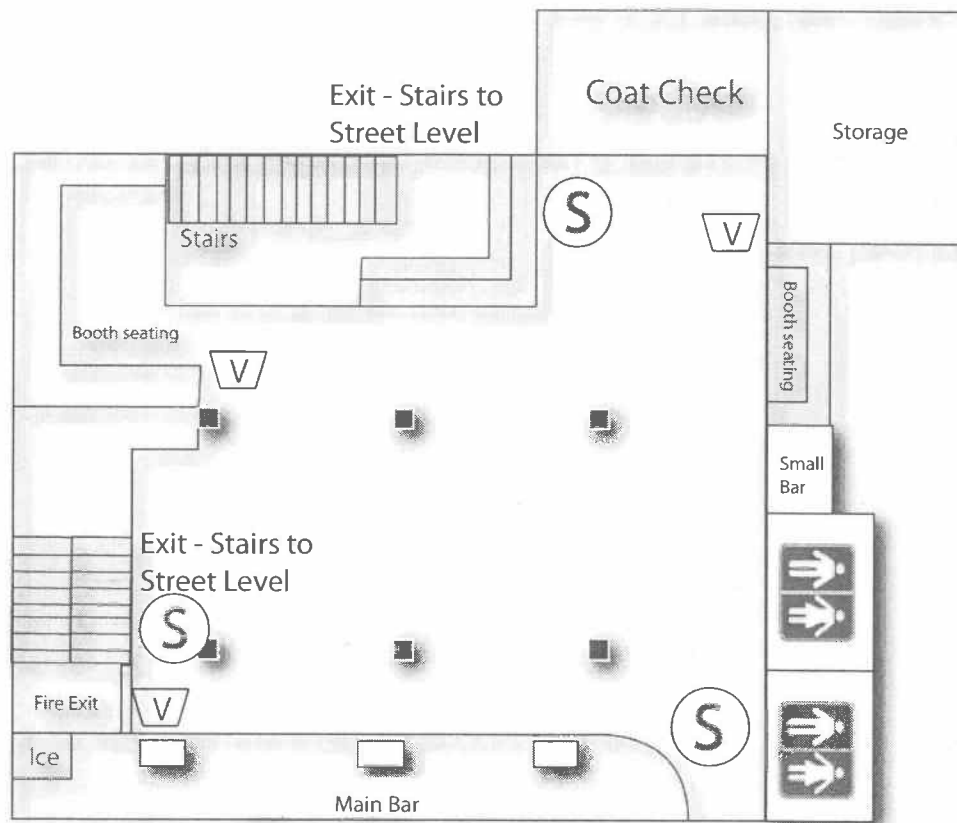 Exit - Stairs to
Street Level
Coat Check
Storage
S
V
Stairs
Booth seating
Booth seating
V
Small
Bar
Exit - Stairs to
Street Level
S
Fire Exit
V
S
Ice
Main Bar